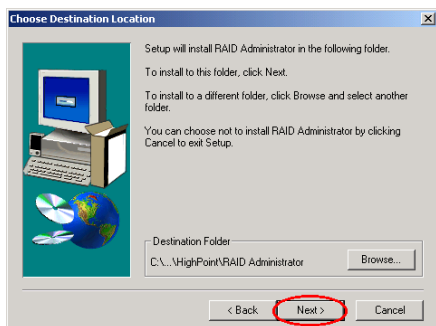 Choose Destination Location
Setup will install RAID Administrator in the following folder.
To install to this folder, click Next.
To install to a different folder, click Browse and select another
folder.
You can choose not to install RAID Administrator by clicking
Cancel to exit Setup.
Destination Folder
C:\...\HighPoint\RAID Administrator
Browse...
< Back
Next >
Cancel